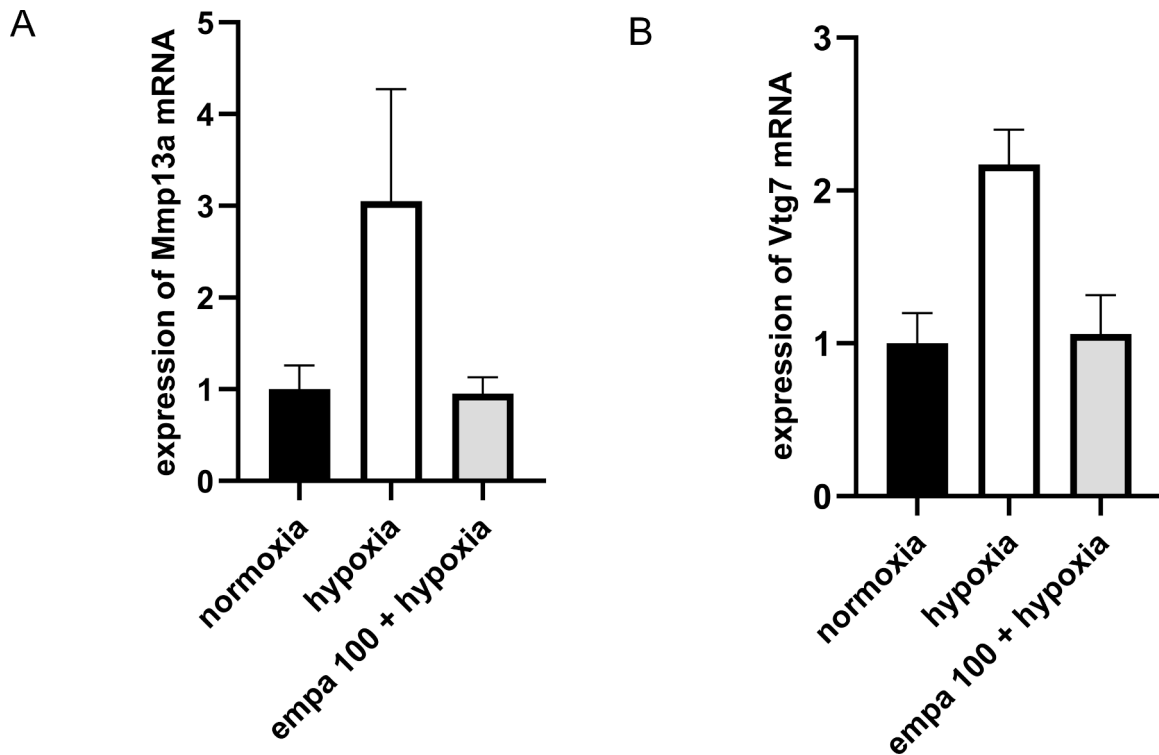 A
expression of Mmp13a mRNA
5
4
3
2
1
0
normoxia
hypoxia
empa 100 + hypoxia
B
expression of Vtg7 mRNA
3
2
1
0
normoxia
hypoxia
empa 100 + hypoxia